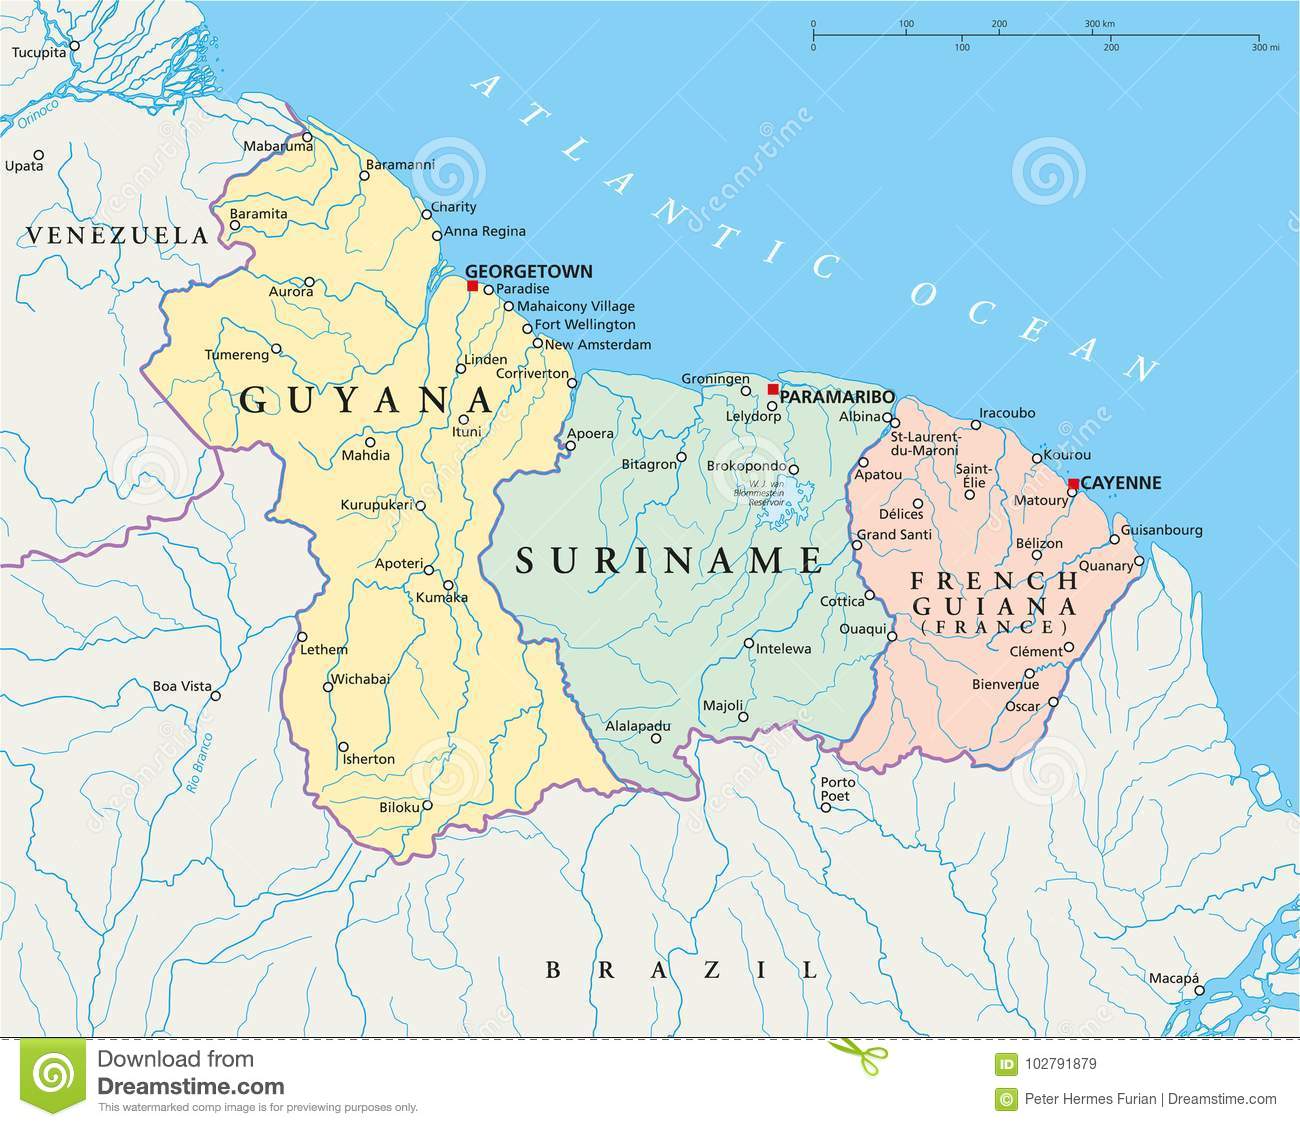 0 100 200 300 km
0 100 200 300 mi
Tucupita
Orinoco
Upata
VENEZUELA
ATLANTIC OCEAN
Mabaruma
Baramanni
Baramita
Charity
Anna Regina
GEORGETOWN
Paradise
Mahaicony Village
Fort Wellington
New Amsterdam
Aurora
Tumereng
Linden
Corriverton
GUYANA
Ituni
Mahdia
Kurupukari
Apoteri
Kumaka
Lethem
Wichabai
Isherton
Biloku
Boa Vista
Rio Branco
Groningen
PARAMARIBO
Lelydorp
Albina
Apoera
Bitagron
Brokopondo
W. J. van
Blommestein
Reservoir
SURINAME
Cottica
Ouaqui
Intelewa
Majoli
Alalapadu
St-Laurent-
du-Maroni
Apatou
Iracoubo
Saint-
Élie
Kourou
CAYENNE
Matoury
Délices
Grand Santi
Bélizon
Guisanbourg
Quanary
FRENCH
GUIANA
(FRANCE)
Clément
Bienvenue
Oscar
Porto
Poet
BRAZIL
Macapá
dreamstime
Download from
Dreamstime.com
This watermarked comp image is for previewing purposes only.
ID 102791879
© Peter Hermes Furian | Dreamstime.com